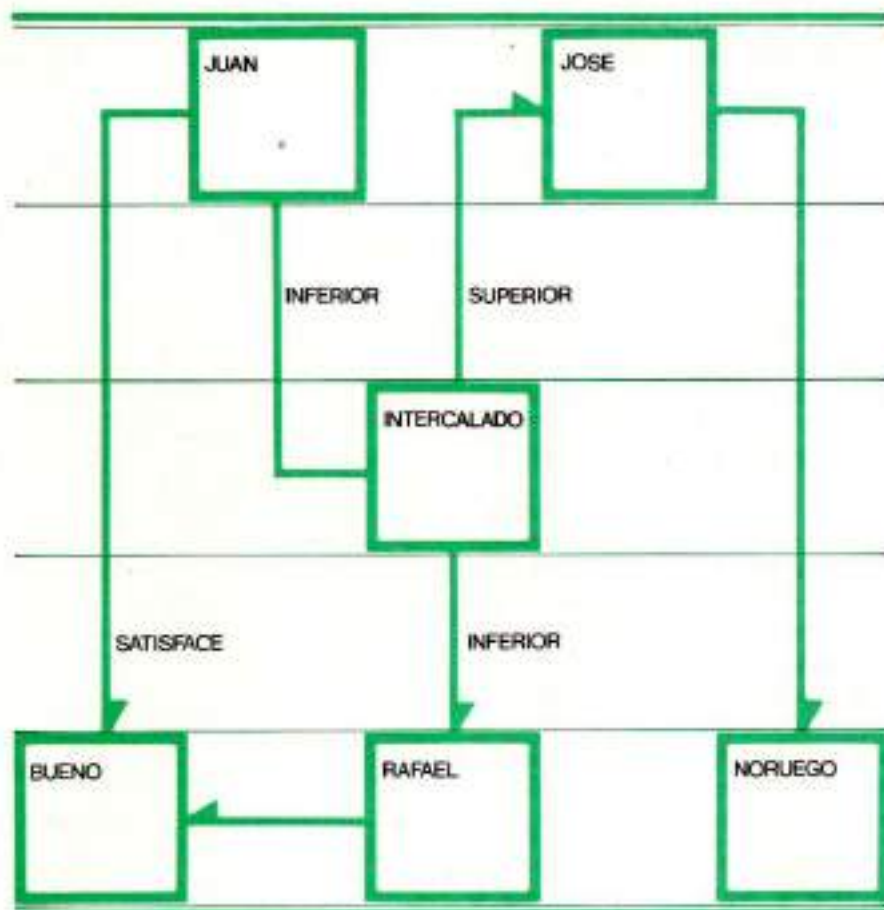 JUAN
JOSE
INFERIOR
SUPERIOR
INTERCALADO
SATISFACE
INFERIOR
BUENO
RAFAEL
NORUEGO